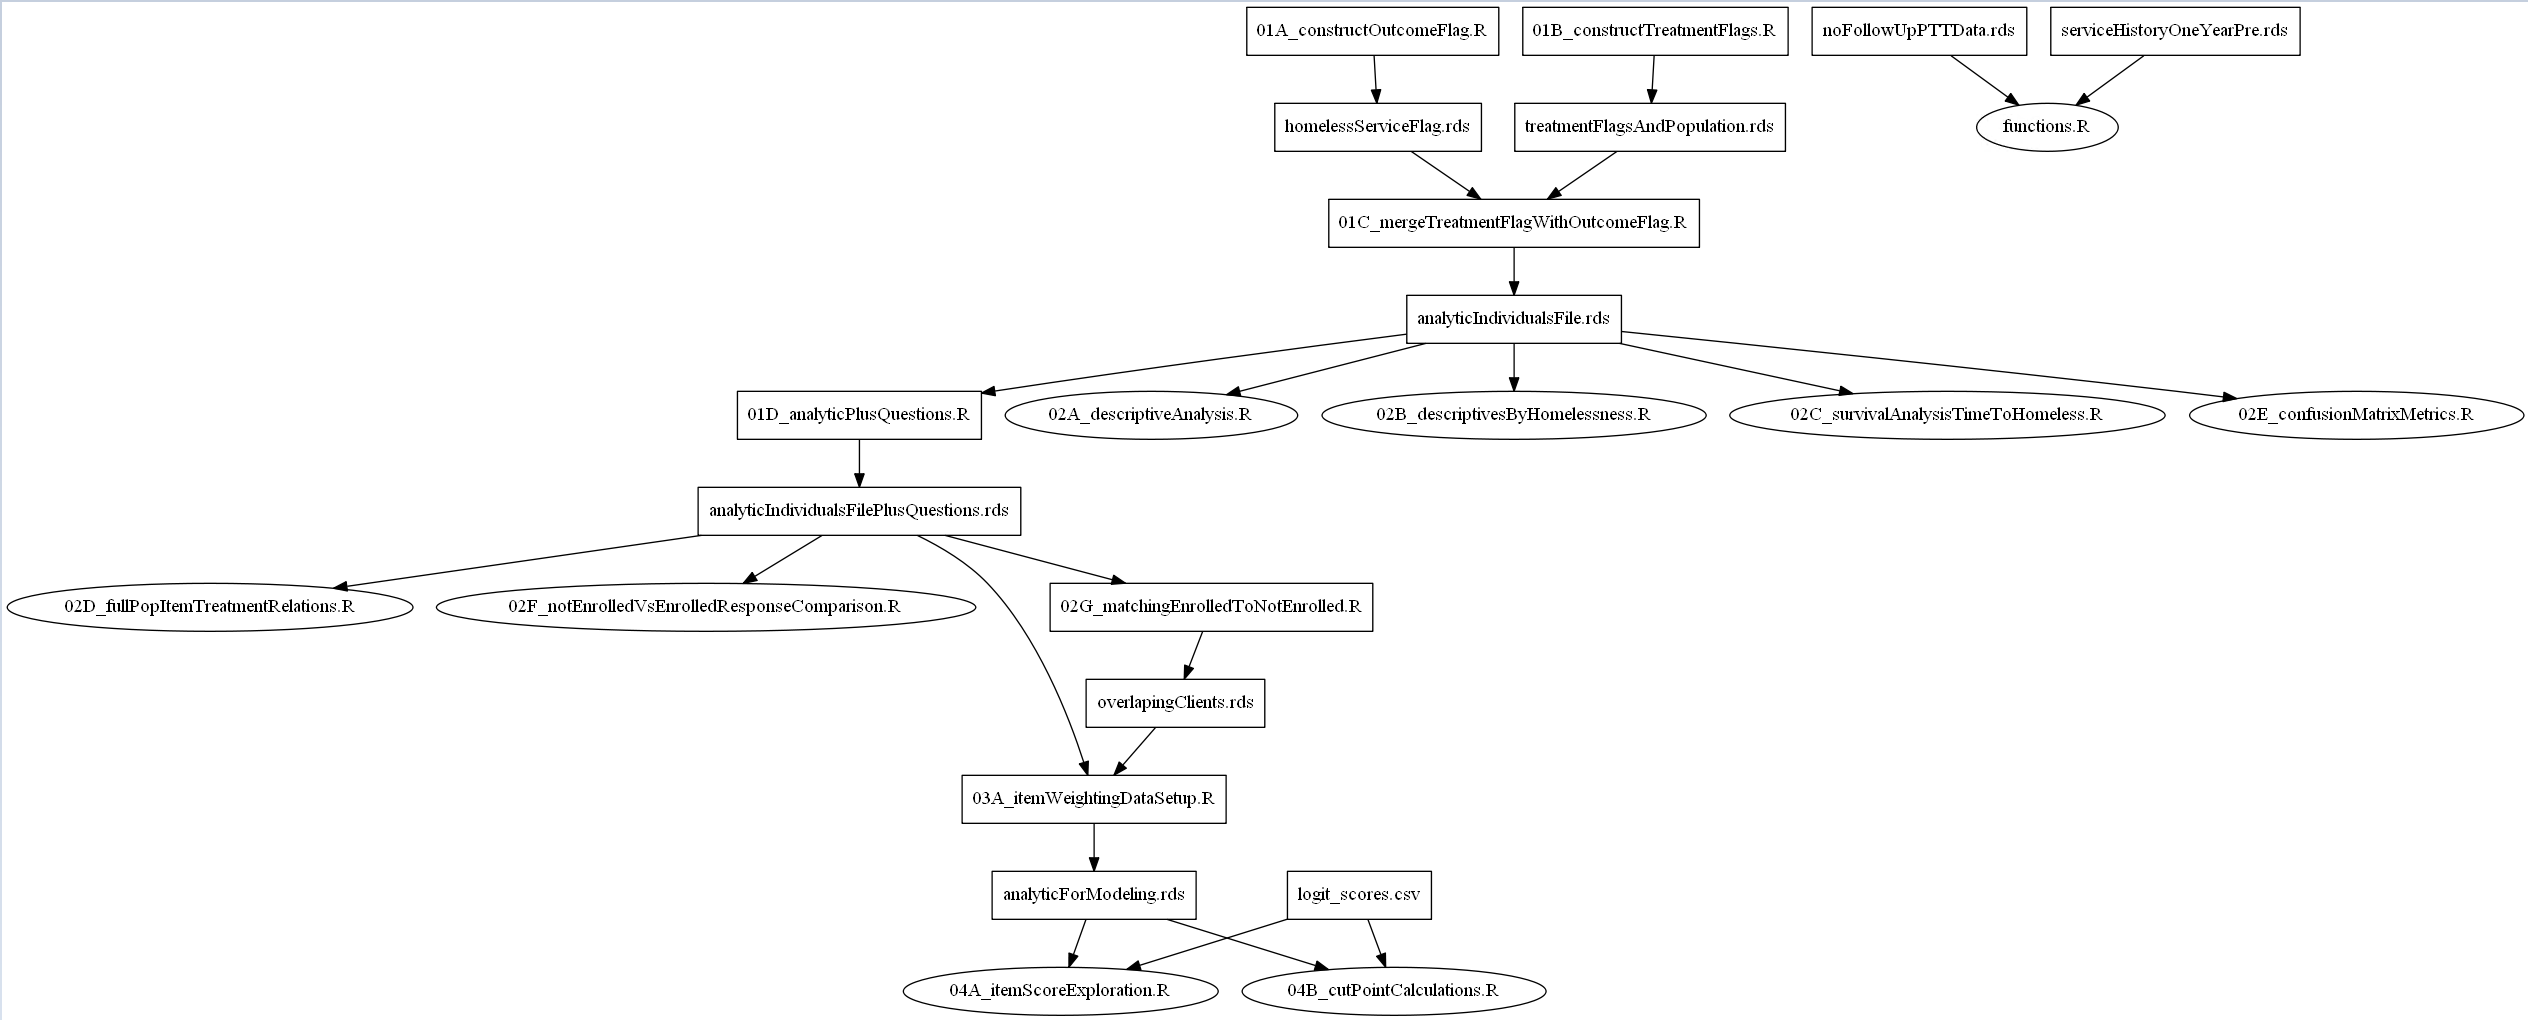 01A_constructOutcomeFlag.R
01B_constructTreatmentFlags.R
noFollowUpPTTData.rds
serviceHistoryOneYearPre.rds
homelessServiceFlag.rds
treatmentFlagsAndPopulation.rds
functions.R
01C_mergeTreatmentFlagWithOutcomeFlag.R
analyticIndividualsFile.rds
01D_analyticPlusQuestions.R
02A_descriptiveAnalysis.R
02B_descriptivesByHomelessness.R
02C_survivalAnalysisTimeToHomeless.R
02E_confusionMatrixMetrics.R
analyticIndividualsFilePlusQuestions.rds
02D_fullPopItemTreatmentRelations.R
02F_notEnrolledVsEnrolledResponseComparison.R
02G_matchingEnrolledToNotEnrolled.R
overlapingClients.rds
03A_itemWeightingDataSetup.R
analyticForModeling.rds
logit_scores.csv
04A_itemScoreExploration.R
04B_cutPointCalculations.R